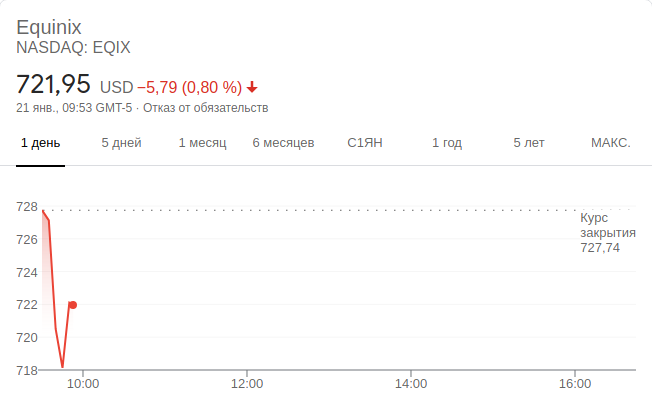 Equinix
NASDAQ: EQIX
721,95 USD −5,79 (0,80 %)
21 янв., 09:53 GMT-5 · Отказ от обязательств
1 день 5 дней 1 месяц 6 месяцев С1ЯН 1 год 5 лет МАКС.
728
Курс
закрытия
727,74
726
724
722
720
718
10:00 12:00 14:00 16:00